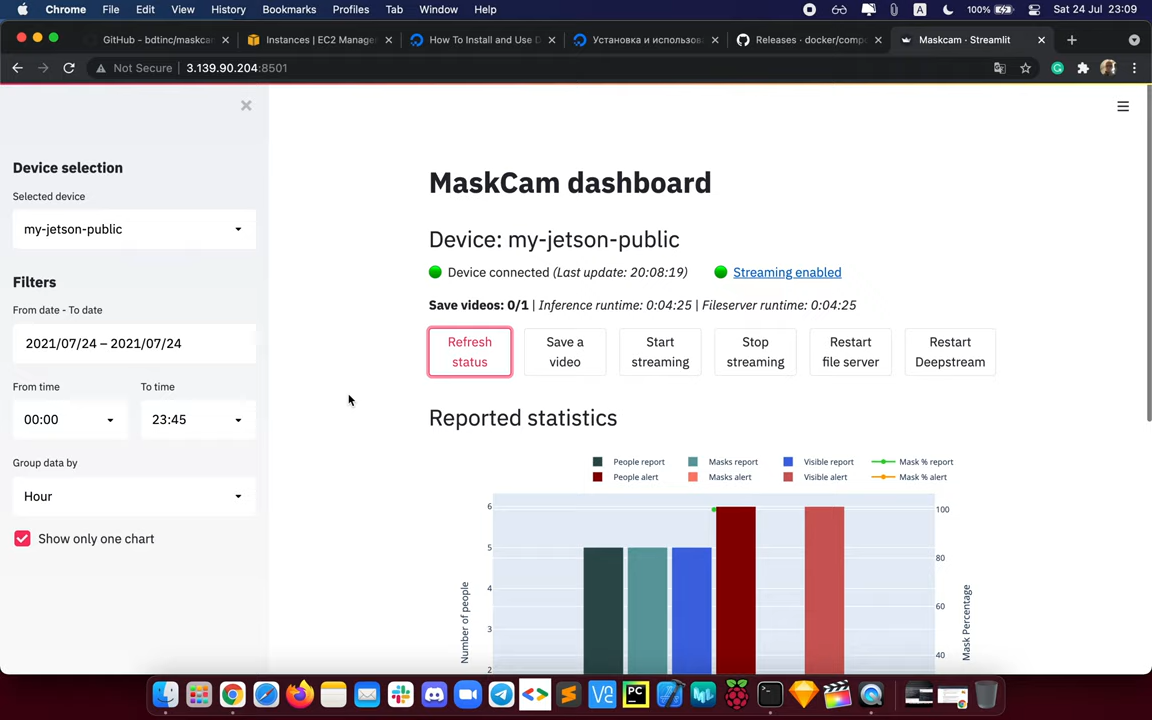 Chrome File Edit View History Bookmarks Profiles Tab Window Help A 100% Sat 24 Jul 23:09
GitHub - bdtinc/maskca Instances | EC2 Manage How To Install and Use D Установка и использова Releases · docker/comp Maskcam · Streamlit
Not Secure 3.139.90.204:8501
Device selection
Selected device
my-jetson-public
Filters
From date - To date
2021/07/24 – 2021/07/24
From time To time
00:00 23:45
Group data by
Hour
Show only one chart
MaskCam dashboard
Device: my-jetson-public
Device connected (Last update: 20:08:19) Streaming enabled
Save videos: 0/1 | Inference runtime: 0:04:25 | Fileserver runtime: 0:04:25
Refresh status
Save a video
Start streaming
Stop streaming
Restart file server
Restart Deepstream
Reported statistics
People report Masks report Visible report Mask % report
People alert Masks alert Visible alert Mask % alert
6
5
4
3
2
Number of people
100
80
60
40
Mask Percentage
PC
ML